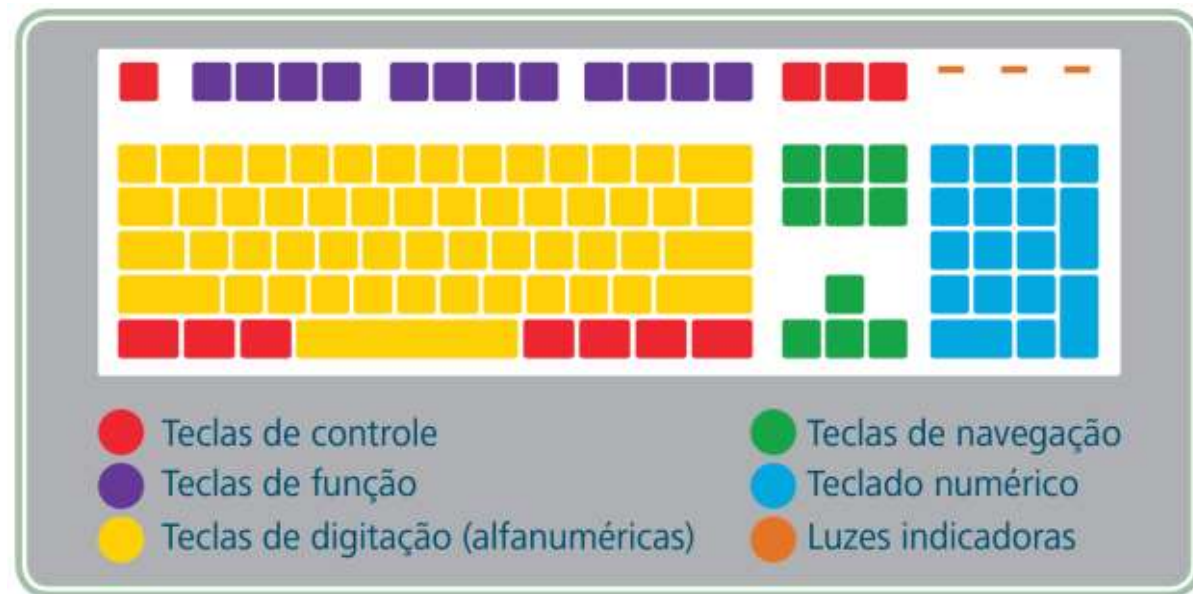 Teclas de controle
Teclas de função
Teclas de digitação (alfanuméricas)
Teclas de navegação
Teclado numérico
Luzes indicadoras